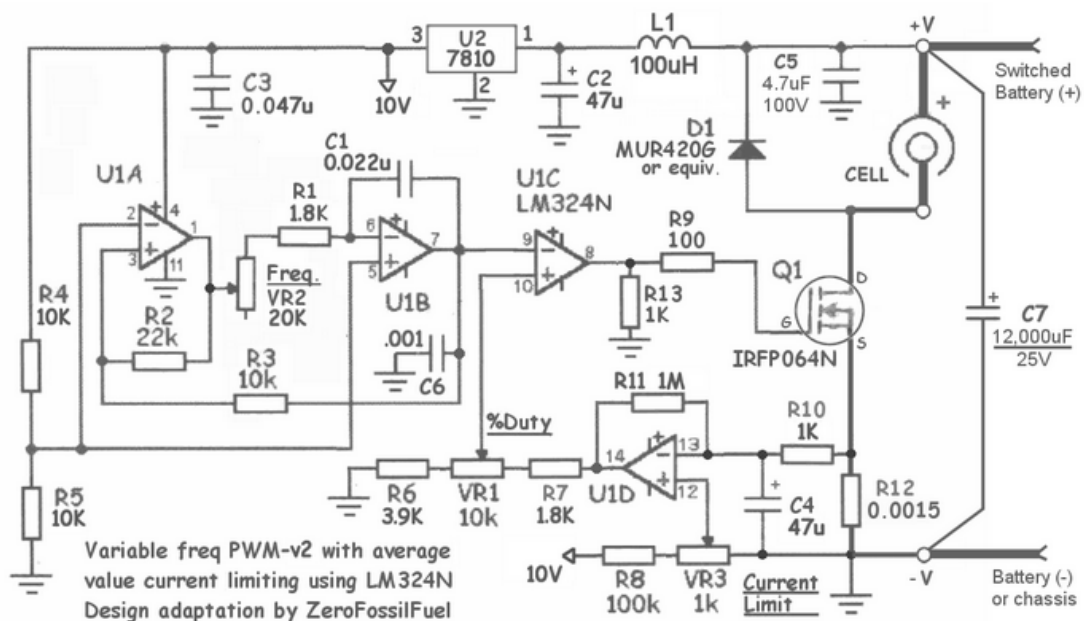 L1
100uH
3
U2
7810
1
2
+V
Switched
Battery (+)
C3
0.047u
10V
+
C2
47u
C5
4.7uF
100V
+
CELL
D1
MUR420G
or equiv.
C1
0.022u
U1A
R1
1.8K
U1C
LM324N
2
3
+
4
−
+
1
11
6
5
+
−
+
7
U1B
9
10
+
−
+
8
R9
100
Q1
D
G
S
IRFP064N
R13
1K
Freq.
VR2
20K
R4
10K
R2
22k
R3
10k
.001
C6
+
C7
12,000uF
25V
%Duty
R11 1M
R10
1K
14
13
12
+
−
+
U1D
R6
3.9K
VR1
10k
R7
1.8K
+
C4
47u
R12
0.0015
R5
10K
10V
R8
100k
VR3
1k
Current
Limit
-V
Battery (-)
or chassis
Variable freq PWM-v2 with average
value current limiting using LM324N
Design adaptation by ZeroFossilFuel